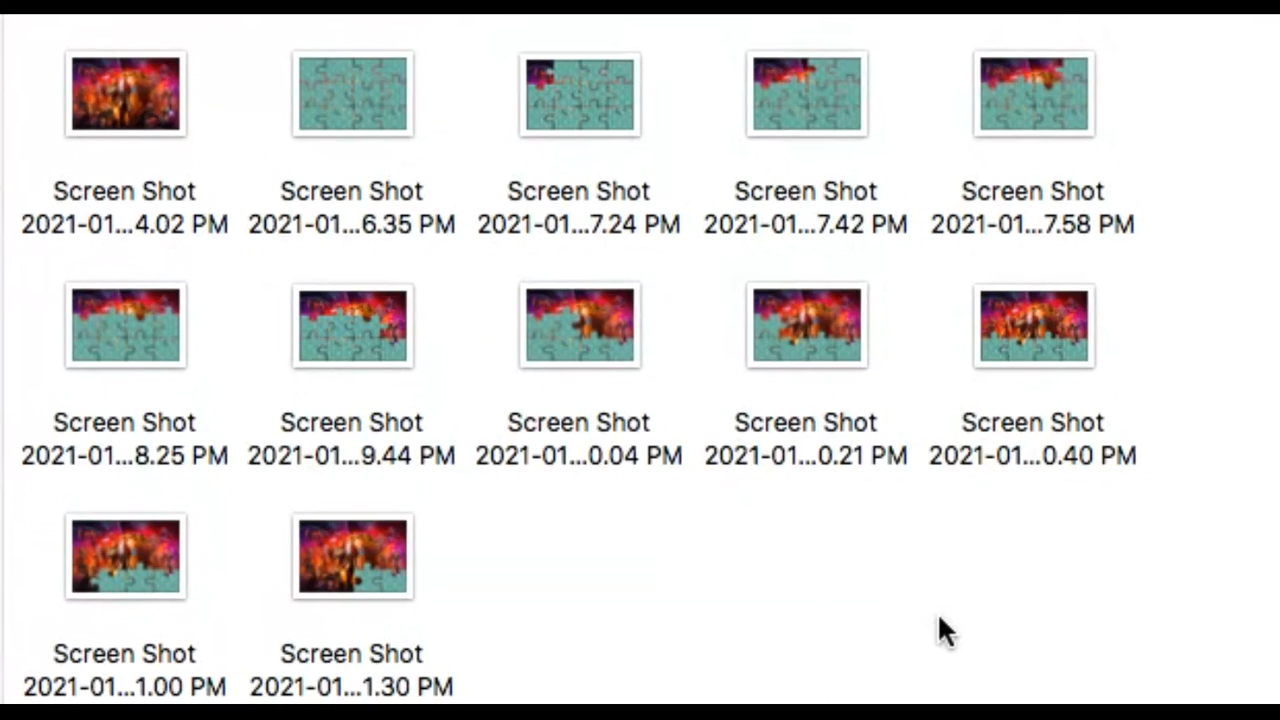 Screen Shot
2021-01...4.02 PM
Screen Shot
2021-01...6.35 PM
Screen Shot
2021-01...7.24 PM
Screen Shot
2021-01...7.42 PM
Screen Shot
2021-01...7.58 PM
Screen Shot
2021-01...8.25 PM
Screen Shot
2021-01...9.44 PM
Screen Shot
2021-01...0.04 PM
Screen Shot
2021-01...0.21 PM
Screen Shot
2021-01...0.40 PM
Screen Shot
2021-01...1.00 PM
Screen Shot
2021-01...1.30 PM